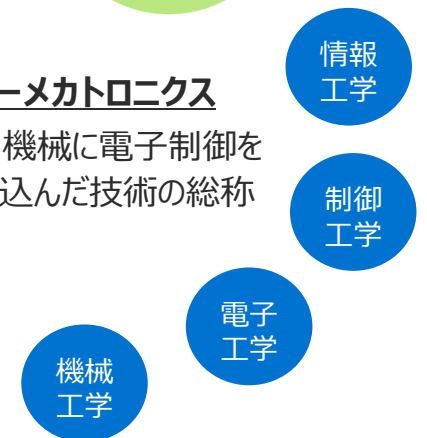 ーメカトロニクス
機械に電子制御を
込んだ技術の総称
情報
工学
制御
工学
電子
工学
機械
工学